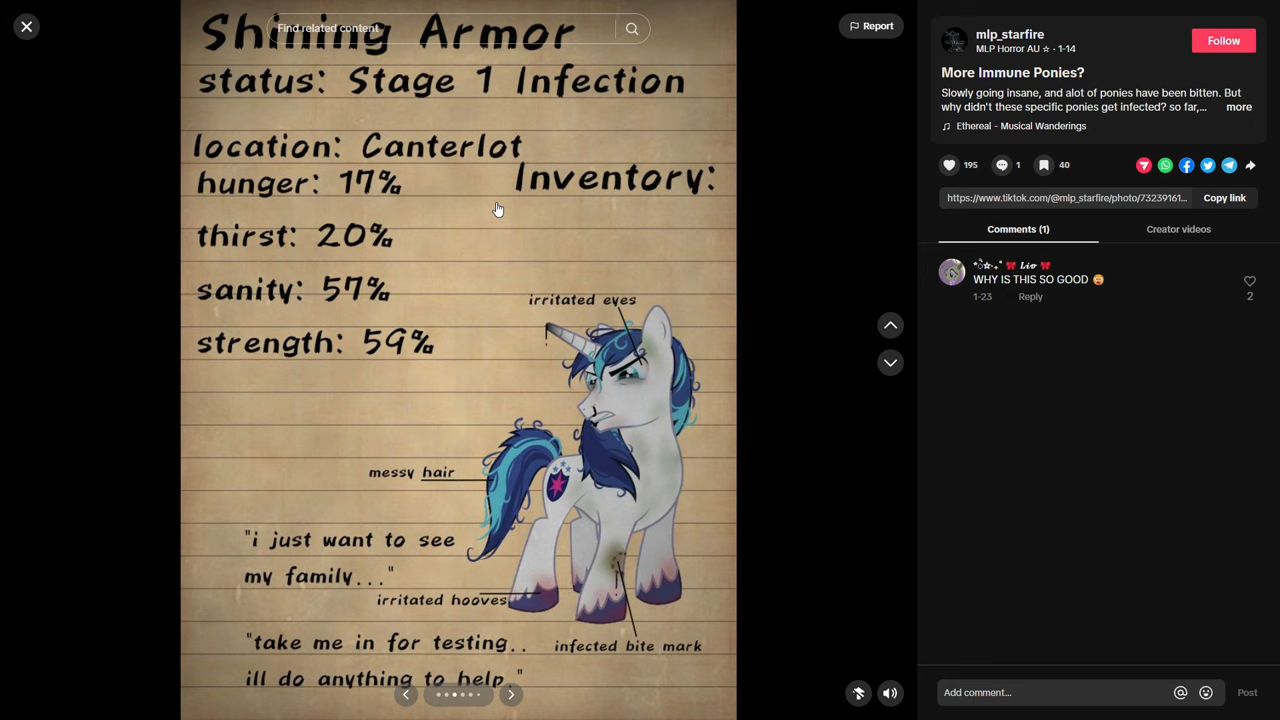 Shining Armor
Find related content
status: Stage 1 Infection
location: Canterlot
hunger: 17%
Inventory:
thirst: 20%
sanity: 57%
strength: 59%
irritated eyes
messy hair
"i just want to see
my family..."
irritated hooves
"take me in for testing..
infected bite mark
ill do anything to help."
Report
mlp_starfire
MLP Horror AU ☆ · 1-14
Follow
More Immune Ponies?
Slowly going insane, and alot of ponies have been bitten. But
why didn't these specific ponies get infected? so far,... more
Ethereal - Musical Wanderings
195
1
40
https://www.tiktok.com/@mlp_starfire/photo/73239161...
Copy link
Comments (1)
Creator videos
🎀 𝑳𝒊𝒐 🎀
WHY IS THIS SO GOOD 😩
1-23 Reply
2
Add comment...
Post